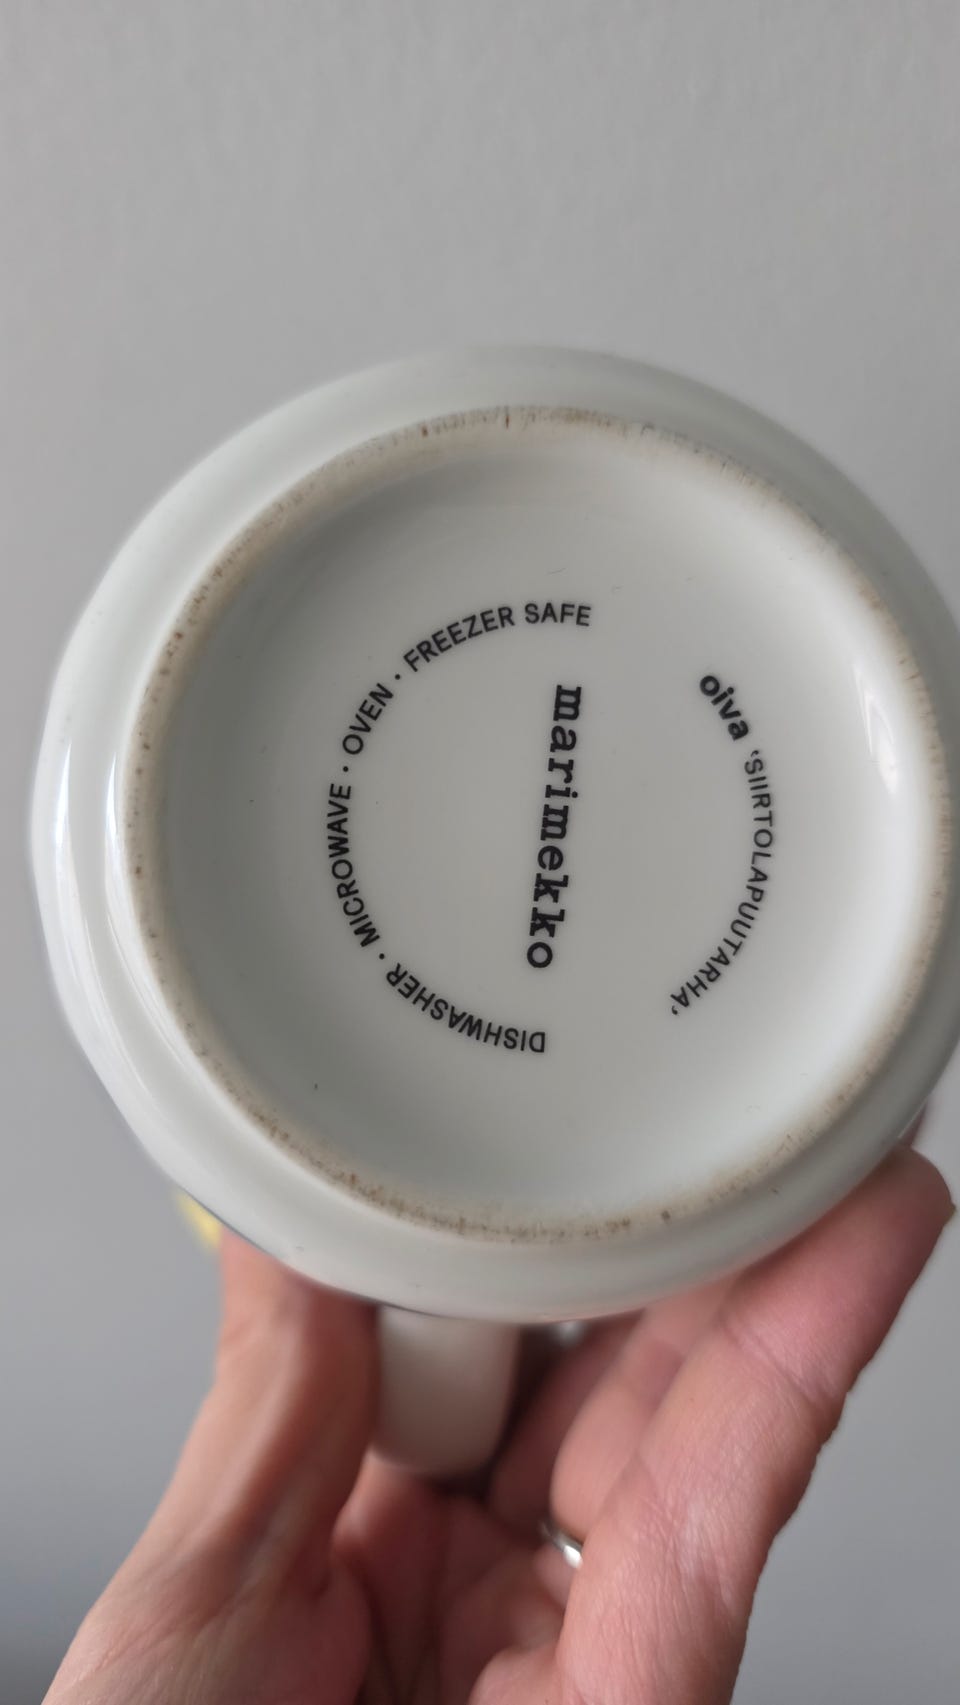 oiva 'SIIRTOLAPUUTARHA'
marimekko
DISHWASHER · MICROWAVE · OVEN · FREEZER SAFE